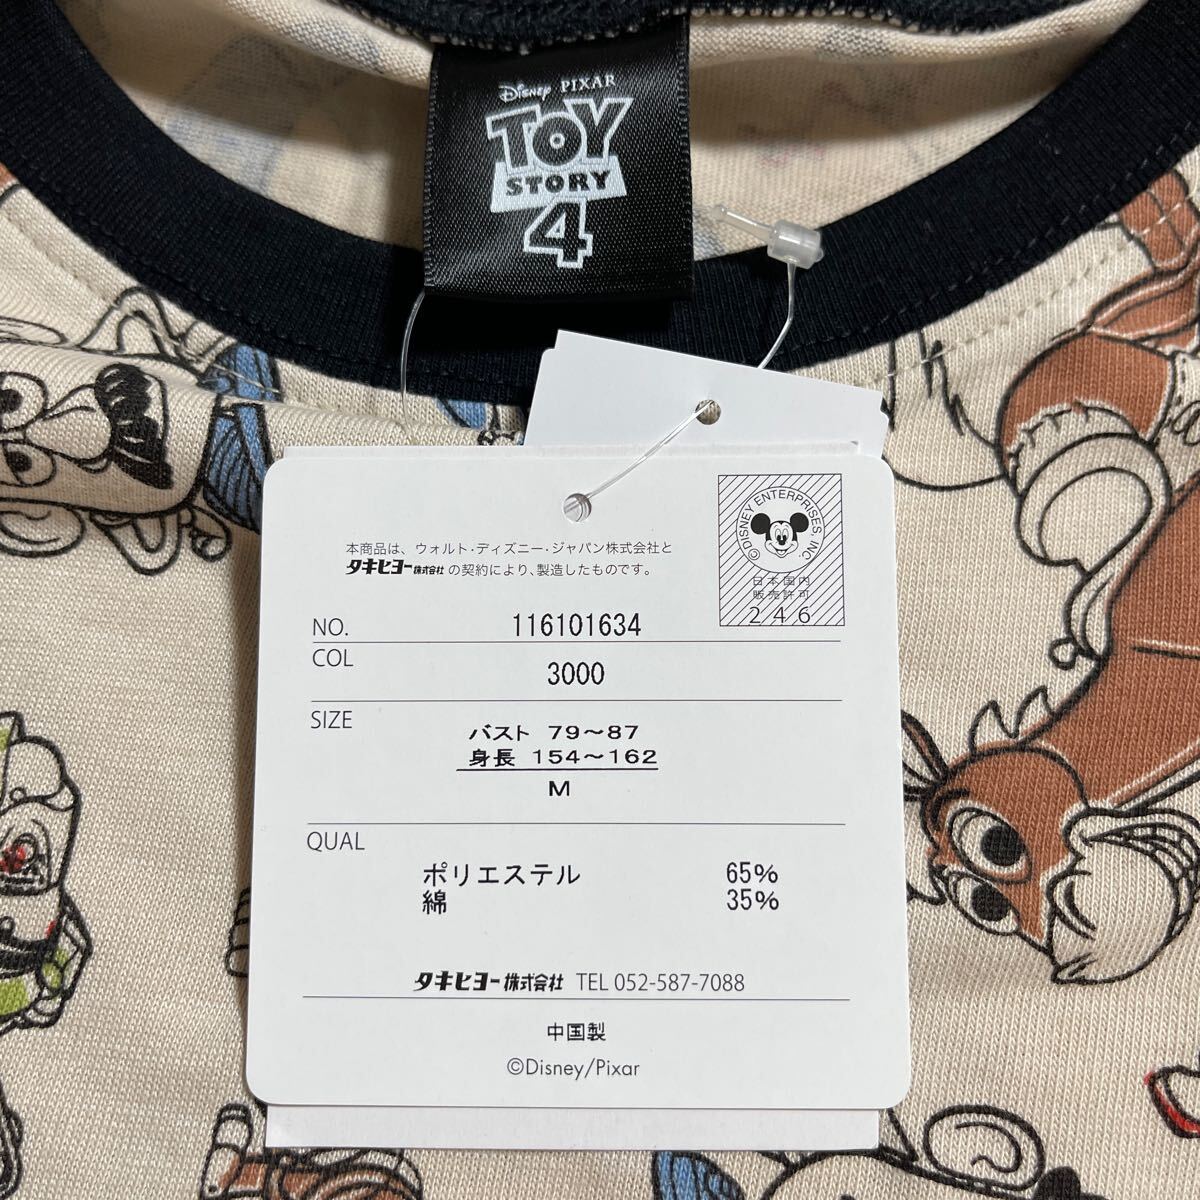 Disney PIXAR
TOY
STORY
4
本商品は、ウォルト・ディズニー・ジャパン株式会社と
タキヒヨー株式会社 の契約により、製造したものです。
©DISNEY ENTERPRISES, INC.
日本国内
販売許可
246
NO. 116101634
COL 3000
SIZE
バスト 79～87
身長 154～162
M
QUAL
ポリエステル 65%
綿 35%
タキヒヨー株式会社 TEL 052-587-7088
中国製
©Disney/Pixar